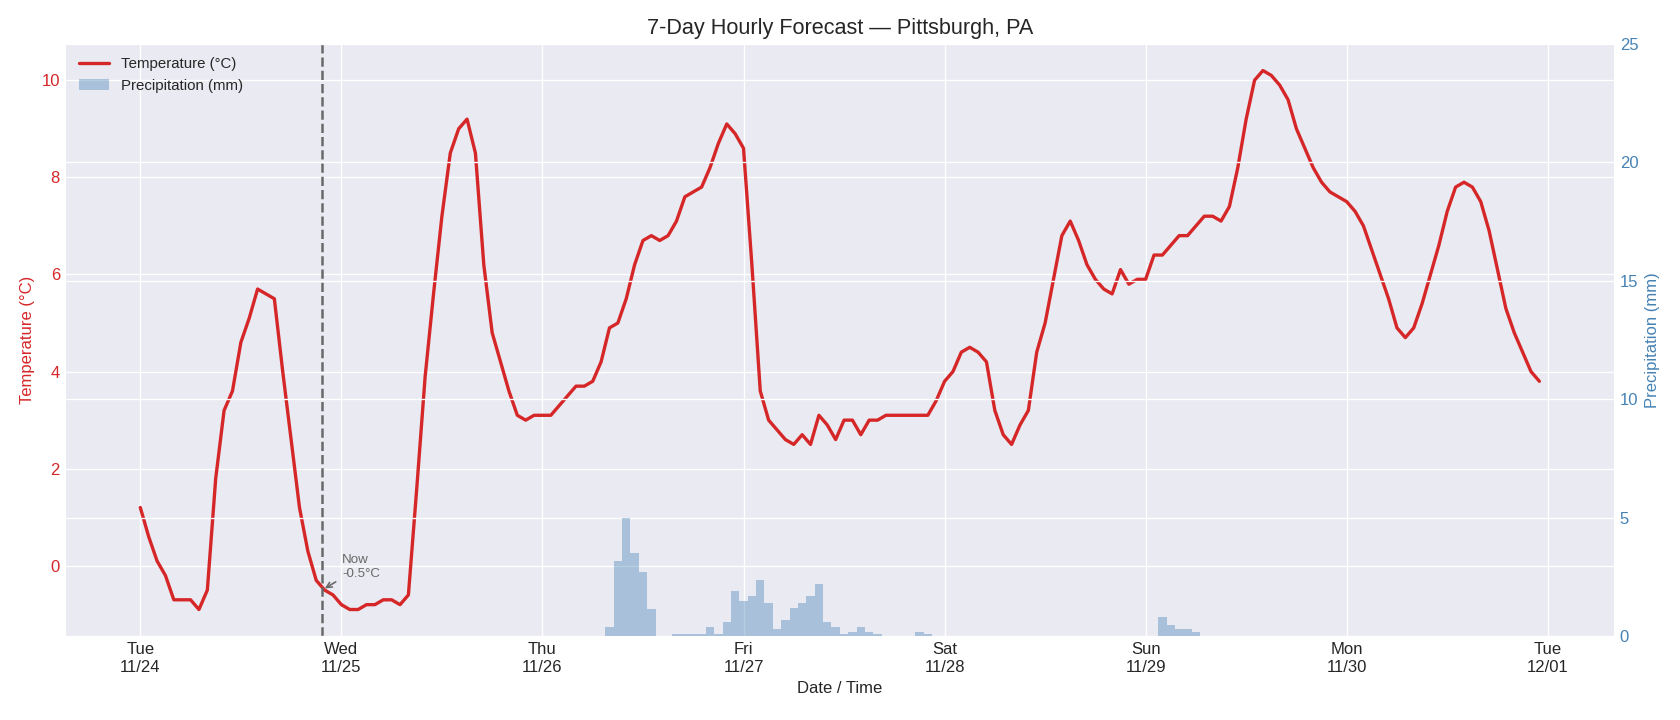 7-Day Hourly Forecast — Pittsburgh, PA
Temperature (°C)
Precipitation (mm)
10
8
6
4
2
0
Temperature (°C)
25
20
15
10
5
0
Precipitation (mm)
Now
-0.5°C
Tue
11/24
Wed
11/25
Thu
11/26
Fri
11/27
Sat
11/28
Sun
11/29
Mon
11/30
Tue
12/01
Date / Time